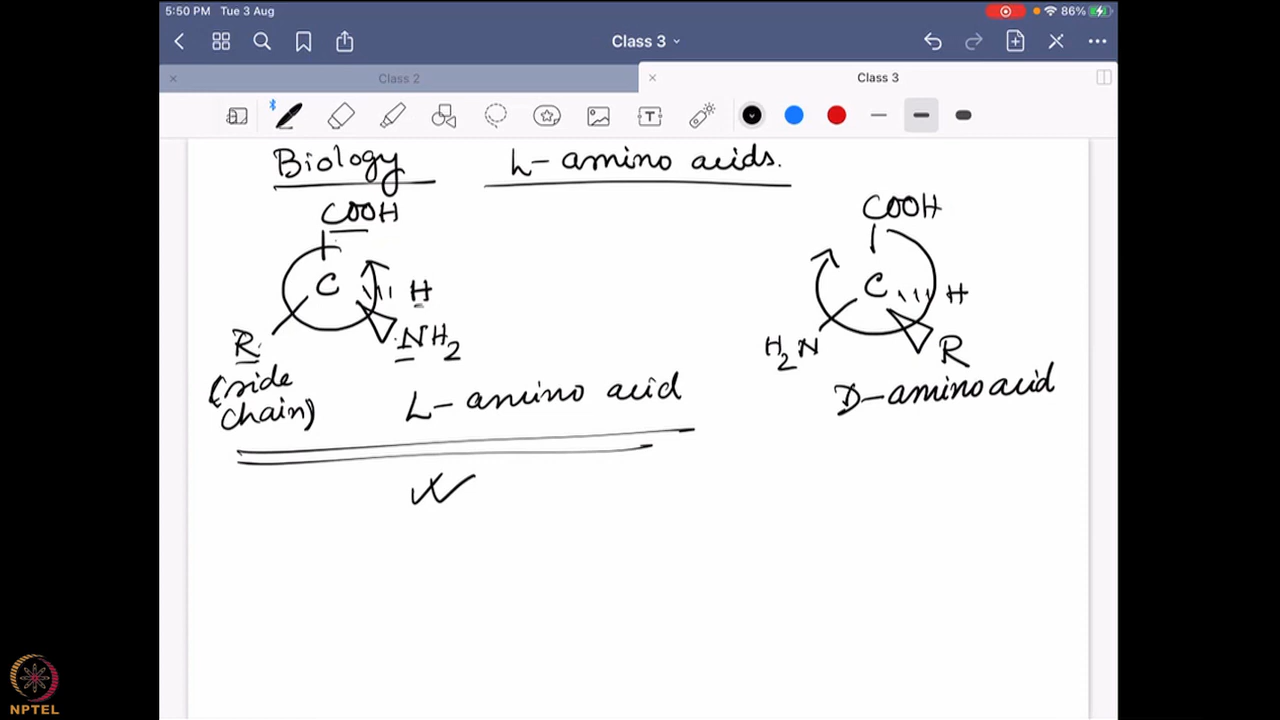 5:50 PM Tue 3 Aug
86%
Class 3
Class 2
Class 3
T
Biology L- amino acids.
COOH
C
H
R
NH2
(side
chain)
L- amino acid
COOH
C
H
H2N
R
D-amino acid
NPTEL